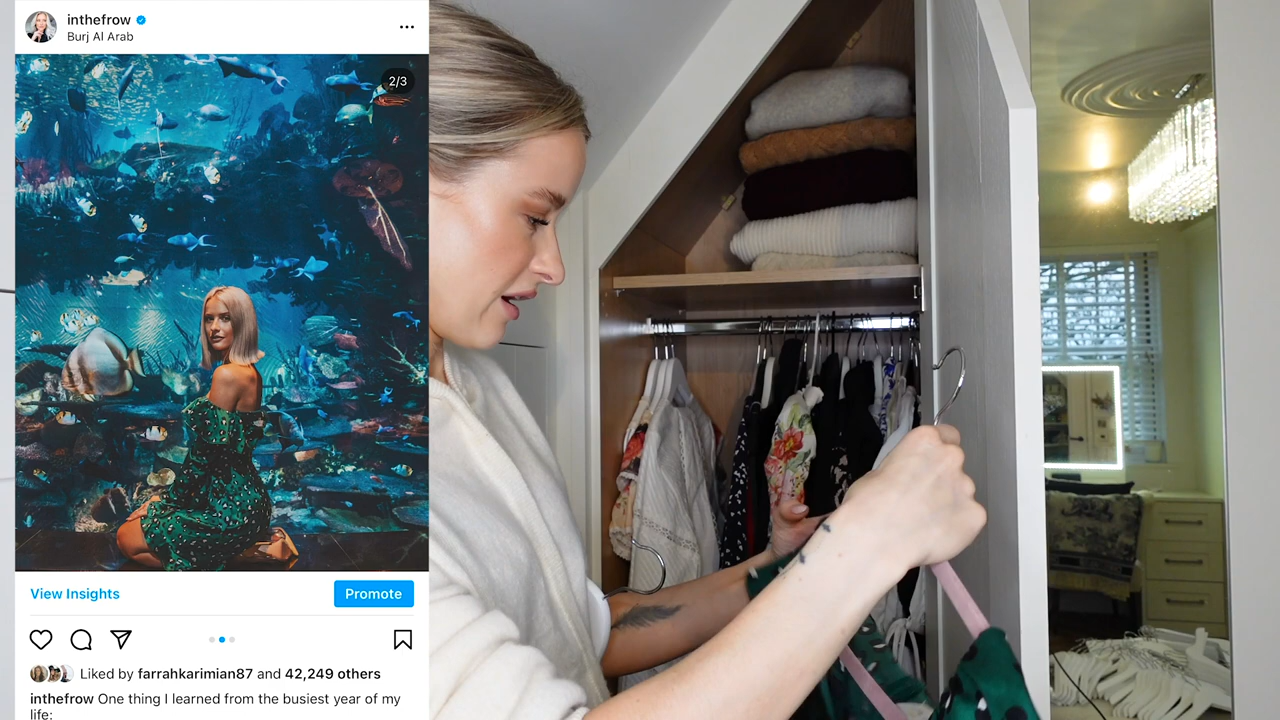 inthefrow
Burj Al Arab
2/3
View Insights
Promote
Liked by farrahkarimian87 and 42,249 others
inthefrow One thing I learned from the busiest year of my
life: